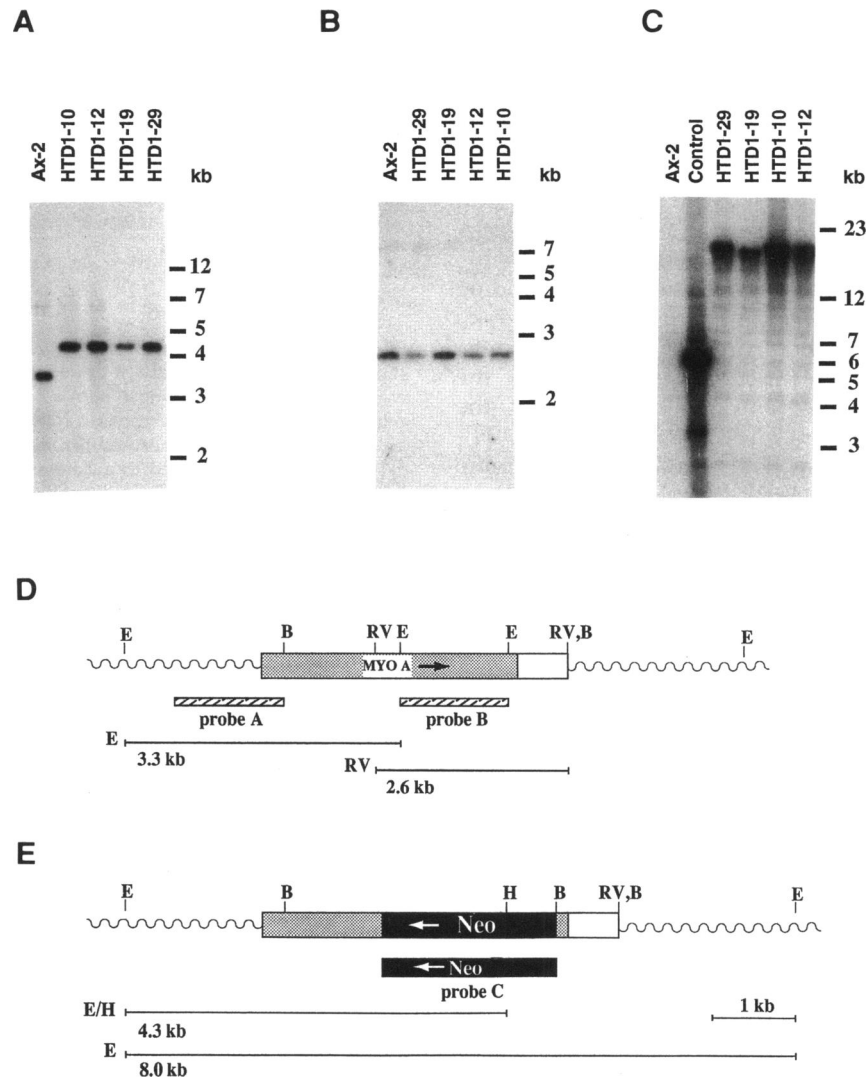 A
B
C
Ax-2
HTD1-10
HTD1-12
HTD1-19
HTD1-29
kb
12
7
5
4
3
2
Ax-2
HTD1-29
HTD1-19
HTD1-12
HTD1-10
kb
7
5
4
3
2
Ax-2
Control
HTD1-29
HTD1-19
HTD1-10
HTD1-12
kb
23
12
7
6
5
4
3
D
E B RV E E RV,B E
MYO A
probe A probe B
E
3.3 kb
RV
2.6 kb
E
E B H B RV,B E
Neo
Neo
probe C
E/H
4.3 kb
1 kb
E
8.0 kb